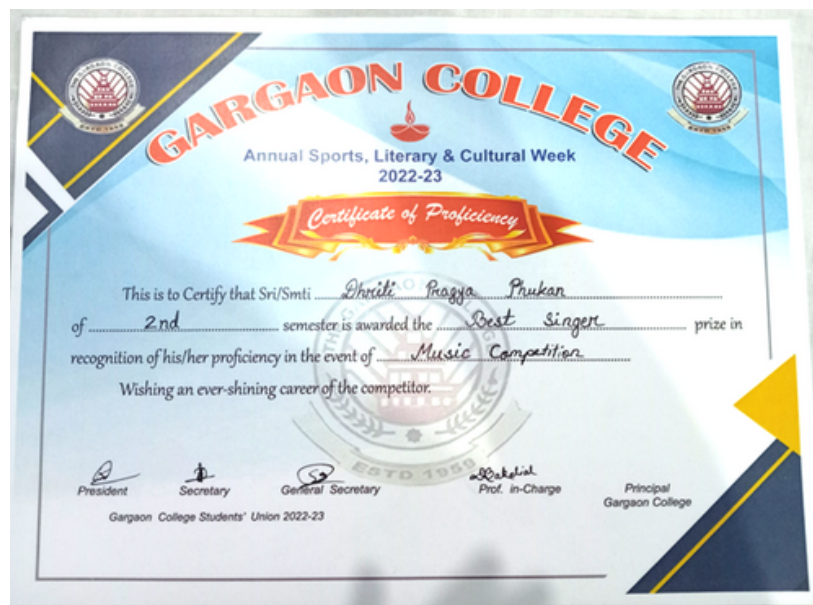 GARGAON COLLEGE
Annual Sports, Literary & Cultural Week
2022-23
Certificate of Proficiency
This is to Certify that Sri/Smti Dhriti Pragya Phukan
of 2nd semester is awarded the Best Singer prize in
recognition of his/her proficiency in the event of Music Competition
Wishing an ever-shining career of the competitor.
ESTD 1959
President Secretary General Secretary Prof. in-Charge Principal
Gargaon College
Gargaon College Students' Union 2022-23